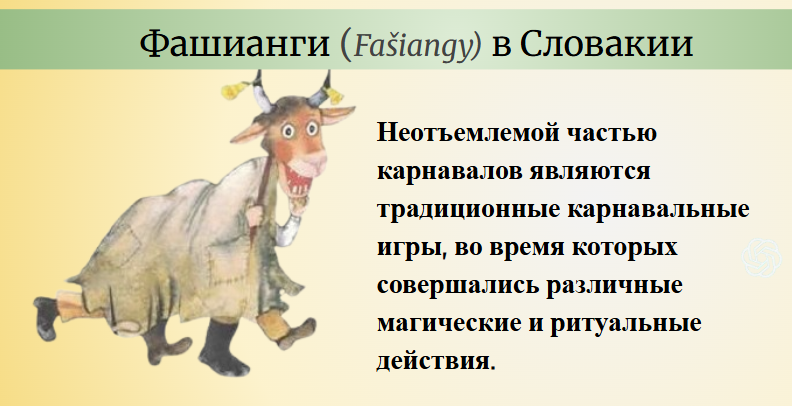 Фашианги (Fašiangy) в Словакии
Неотъемлемой частью
карнавалов являются
традиционные карнавальные
игры, во время которых
совершались различные
магические и ритуальные
действия.